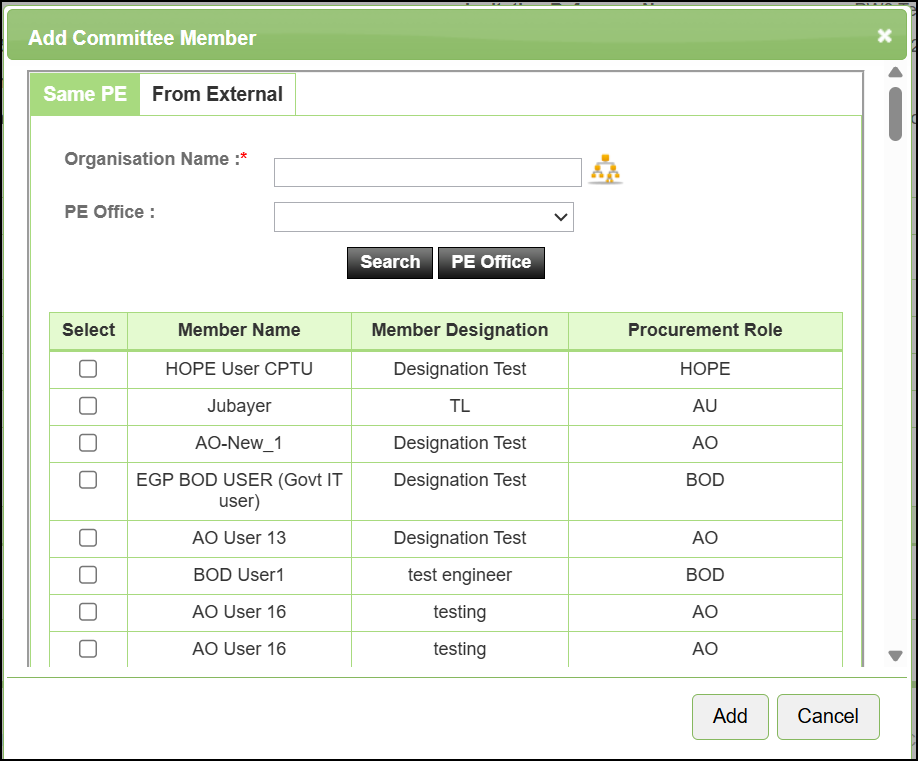 Add Committee Member
Same PE From External
Organisation Name :*
PE Office :
Search PE Office
Select Member Name Member Designation Procurement Role
HOPE User CPTU Designation Test HOPE
Jubayer TL AU
AO-New_1 Designation Test AO
EGP BOD USER (Govt IT Designation Test BOD
user)
AO User 13 Designation Test AO
BOD User1 test engineer BOD
AO User 16 testing AO
AO User 16 testing AO
Add Cancel